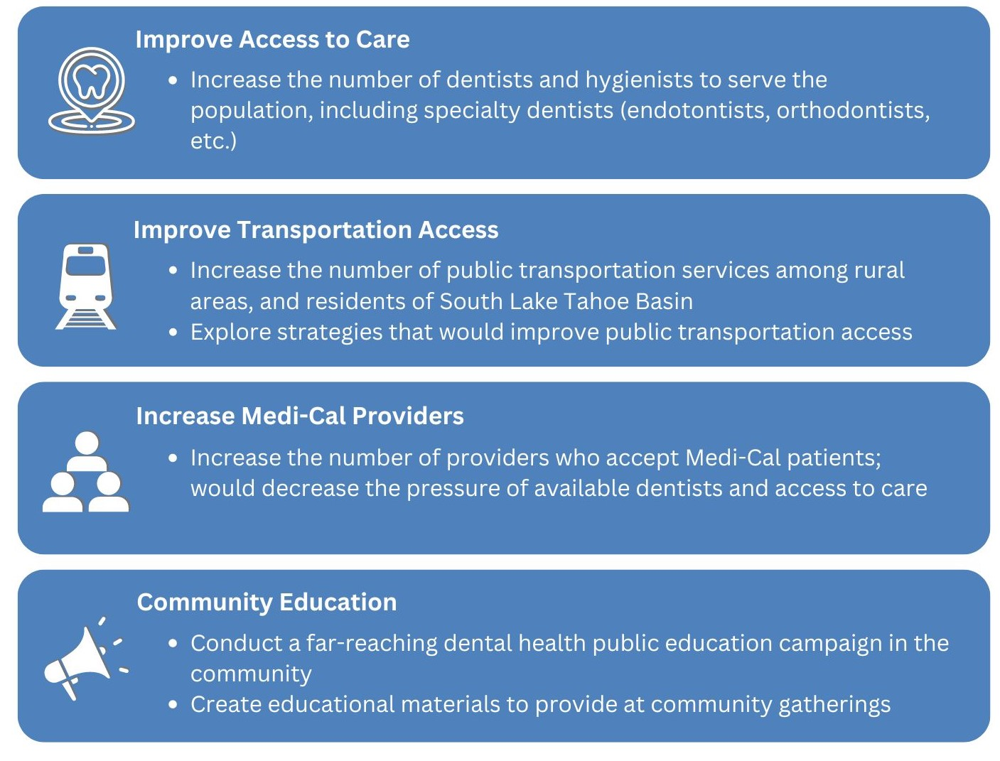 Improve Access to Care
• Increase the number of dentists and hygienists to serve the
population, including specialty dentists (endotontists, orthodontists,
etc.)
Improve Transportation Access
• Increase the number of public transportation services among rural
areas, and residents of South Lake Tahoe Basin
• Explore strategies that would improve public transportation access
Increase Medi-Cal Providers
• Increase the number of providers who accept Medi-Cal patients;
would decrease the pressure of available dentists and access to care
Community Education
• Conduct a far-reaching dental health public education campaign in the
community
• Create educational materials to provide at community gatherings